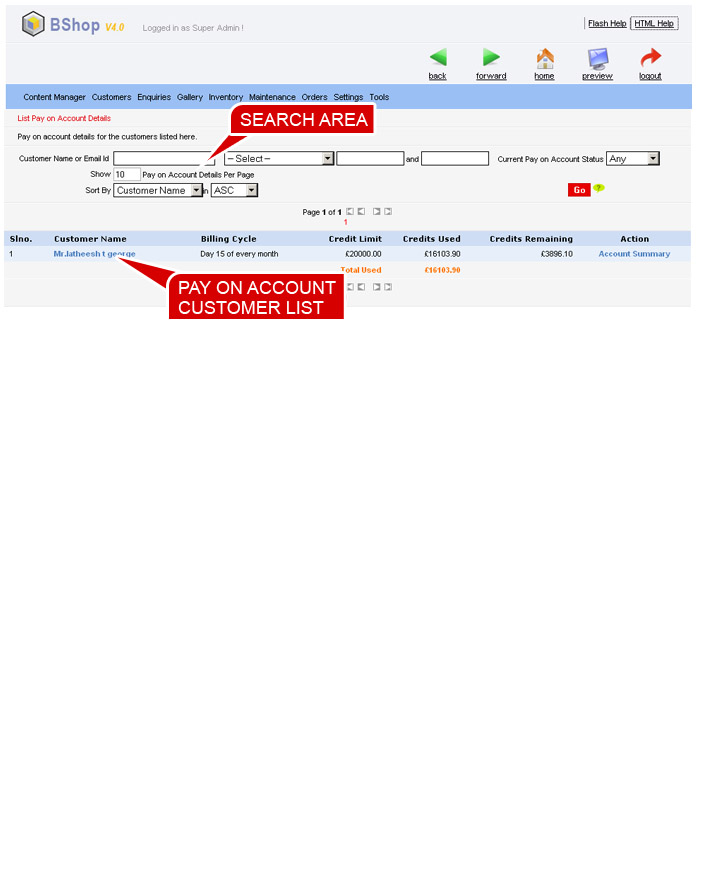 BShop V4.0 Logged in as Super Admin ! Flash Help HTML Help
back forward home preview logout
Content Manager Customers Enquiries Gallery Inventory Maintenance Orders Settings Tools
List Pay on Account Details
SEARCH AREA
Pay on account details for the customers listed here.
Customer Name or Email Id -- Select -- and Current Pay on Account Status Any
Show 10 Pay on Account Details Per Page
Sort By Customer Name in ASC Go ?
Page 1 of 1
1
Slno. Customer Name Billing Cycle Credit Limit Credits Used Credits Remaining Action
1 Mr.Jatheesh t george Day 15 of every month £20000.00 £16103.90 £3896.10 Account Summary
Total Used £16103.90
PAY ON ACCOUNT
CUSTOMER LIST